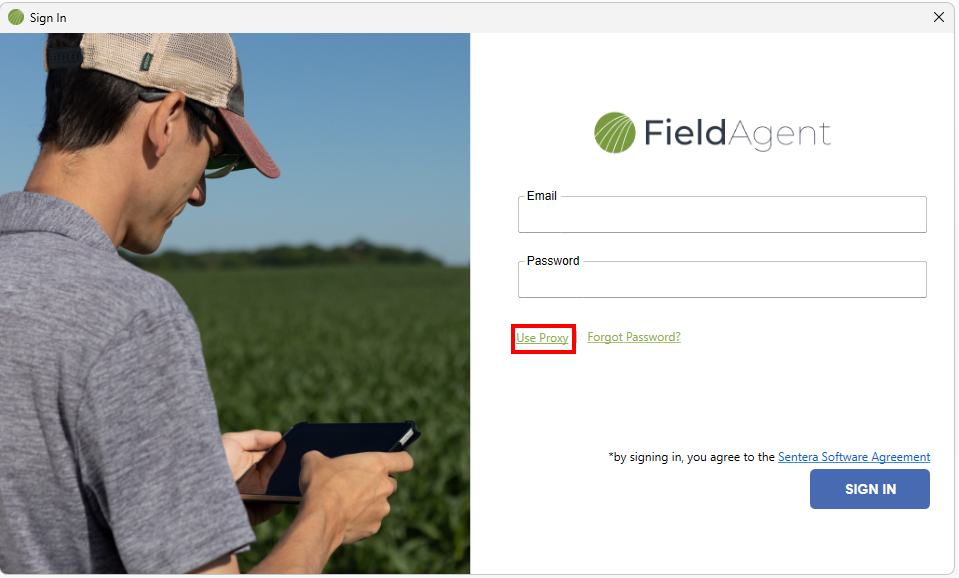 Sign In
FieldAgent
Email
Password
Use Proxy
Forgot Password?
*by signing in, you agree to the Sentera Software Agreement
SIGN IN